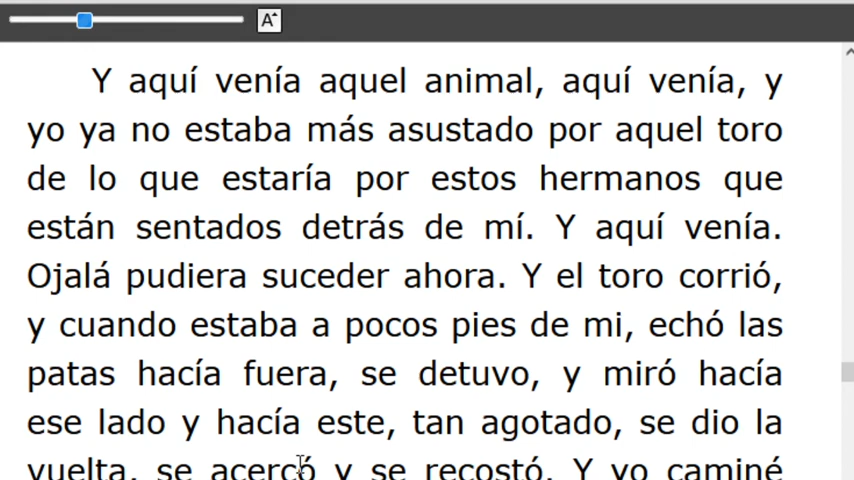 A
Y aquí venía aquel animal, aquí venía, y
yo ya no estaba más asustado por aquel toro
de lo que estaría por estos hermanos que
están sentados detrás de mí. Y aquí venía.
Ojalá pudiera suceder ahora. Y el toro corrió,
y cuando estaba a pocos pies de mi, echó las
patas hacía fuera, se detuvo, y miró hacía
ese lado y hacía este, tan agotado, se dio la
vuelta, se acercó y se recostó. Y yo caminé